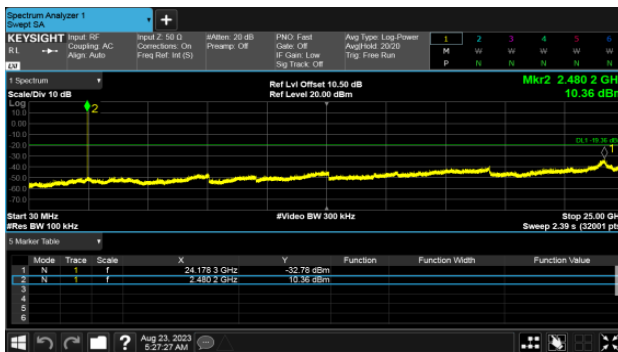 Spectrum Analyzer 1
Swept SA
+
KEYSIGHT Input: RF Input Z: 50 Ω #Atten: 20 dB PNO: Fast Avg Type: Log-Power 1 2 3 4 5 6
R L Coupling: AC Corrections: On Preamp: Off Gate: Off Avg|Hold: 20/20 M W W W W W
Align: Auto Freq Ref: Int (S) IF Gain: Low Trig: Free Run P N N N N N
Sig Track: Off
LXI
1 Spectrum Ref Lvl Offset 10.50 dB Mkr2 2.480 2 GH
Scale/Div 10 dB Ref Level 20.00 dBm 10.36 dBr
Log
10.0 2
0.00
-10.0
-20.0 DL1 -19.36 dB
-30.0 1
-40.0
-50.0
-60.0
-70.0
Start 30 MHz #Video BW 300 kHz Stop 25.00 GH
#Res BW 100 kHz Sweep 2.39 s (32001 pts
5 Marker Table
Mode Trace Scale X Y Function Function Width Function Value
1 N 1 f 24.178 3 GHz -32.78 dBm
2 N 1 f 2.480 2 GHz 10.36 dBm
3
4
5
6
? Aug 23, 2023
5:27:27 AM